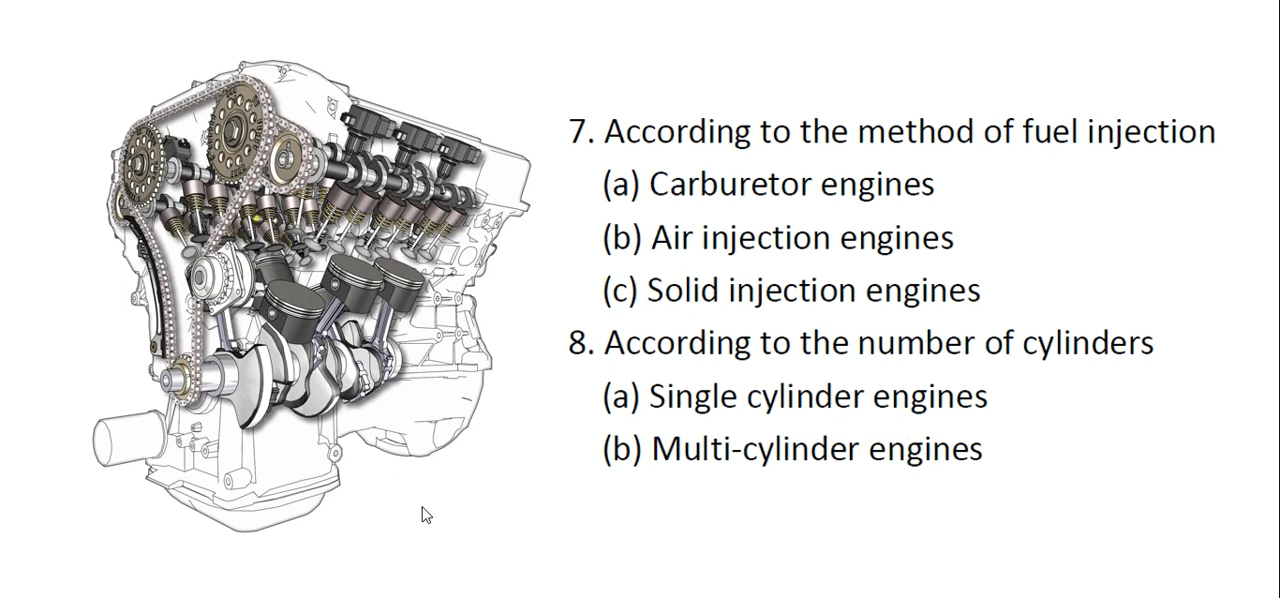 7. According to the method of fuel injection
(a) Carburetor engines
(b) Air injection engines
(c) Solid injection engines
8. According to the number of cylinders
(a) Single cylinder engines
(b) Multi-cylinder engines